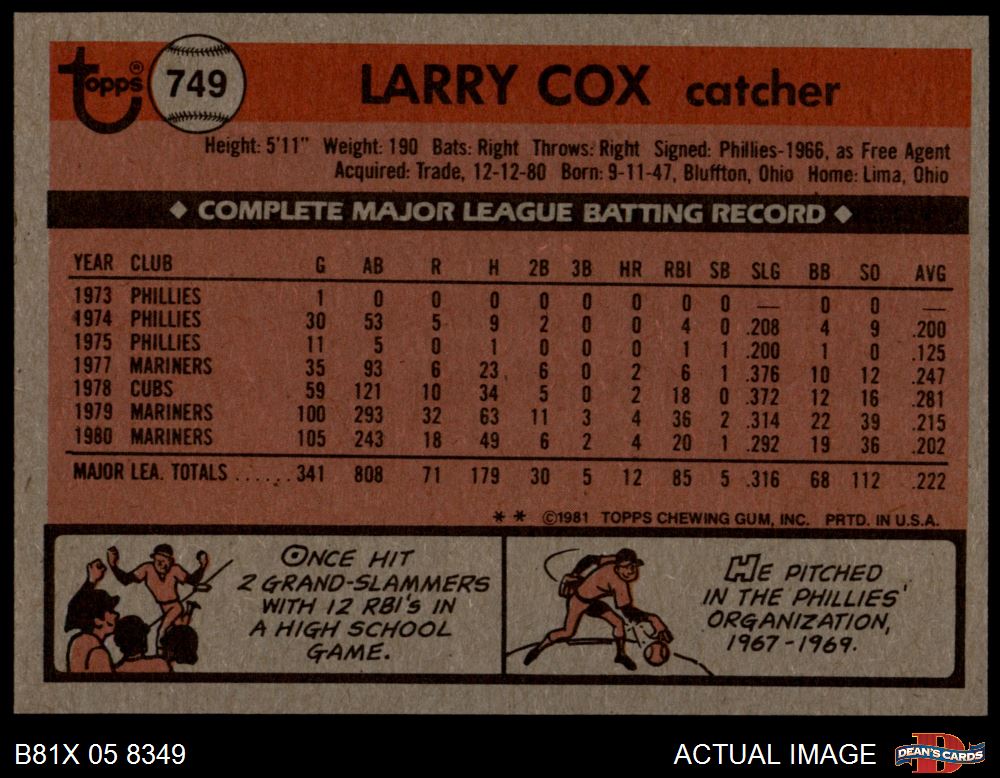 Topps® 749 LARRY COX catcher
Height: 5'11" Weight: 190 Bats: Right Throws: Right Signed: Phillies-1966, as Free Agent
Acquired: Trade, 12-12-80 Born: 9-11-47, Bluffton, Ohio Home: Lima, Ohio
◆ COMPLETE MAJOR LEAGUE BATTING RECORD ◆
YEAR CLUB G AB R H 2B 3B HR RBI SB SLG BB SO AVG
1973 PHILLIES 1 0 0 0 0 0 0 0 0 — 0 0 —
1974 PHILLIES 30 53 5 9 2 0 0 4 0 .208 4 9 .200
1975 PHILLIES 11 5 0 1 0 0 0 1 1 .200 1 0 .125
1977 MARINERS 35 93 6 23 6 0 2 6 1 .376 10 12 .247
1978 CUBS 59 121 10 34 5 0 2 18 0 .372 12 16 .281
1979 MARINERS 100 293 32 63 11 3 4 36 2 .314 22 39 .215
1980 MARINERS 105 243 18 49 6 2 4 20 1 .292 19 36 .202
MAJOR LEA. TOTALS ...... 341 808 71 179 30 5 12 85 5 .316 68 112 .222
** ©1981 TOPPS CHEWING GUM, INC. PRTD. IN U.S.A.
ONCE HIT
2 GRAND-SLAMMERS
WITH 12 RBI'S IN
A HIGH SCHOOL
GAME.
HE PITCHED
IN THE PHILLIES'
ORGANIZATION,
1967-1969.
B81X 05 8349 ACTUAL IMAGE DEAN'S CARDS